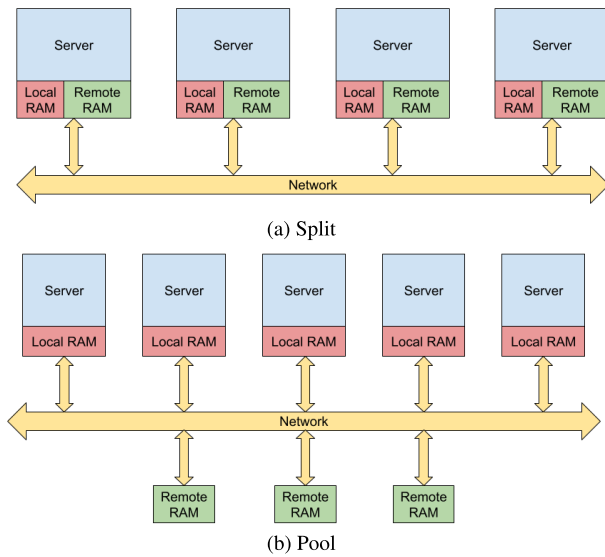 Server Server Server Server
Local RAM Remote RAM Local RAM Remote RAM Local RAM Remote RAM Local RAM Remote RAM
Network
(a) Split
Server Server Server Server Server
Local RAM Local RAM Local RAM Local RAM Local RAM
Network
Remote RAM Remote RAM Remote RAM
(b) Pool